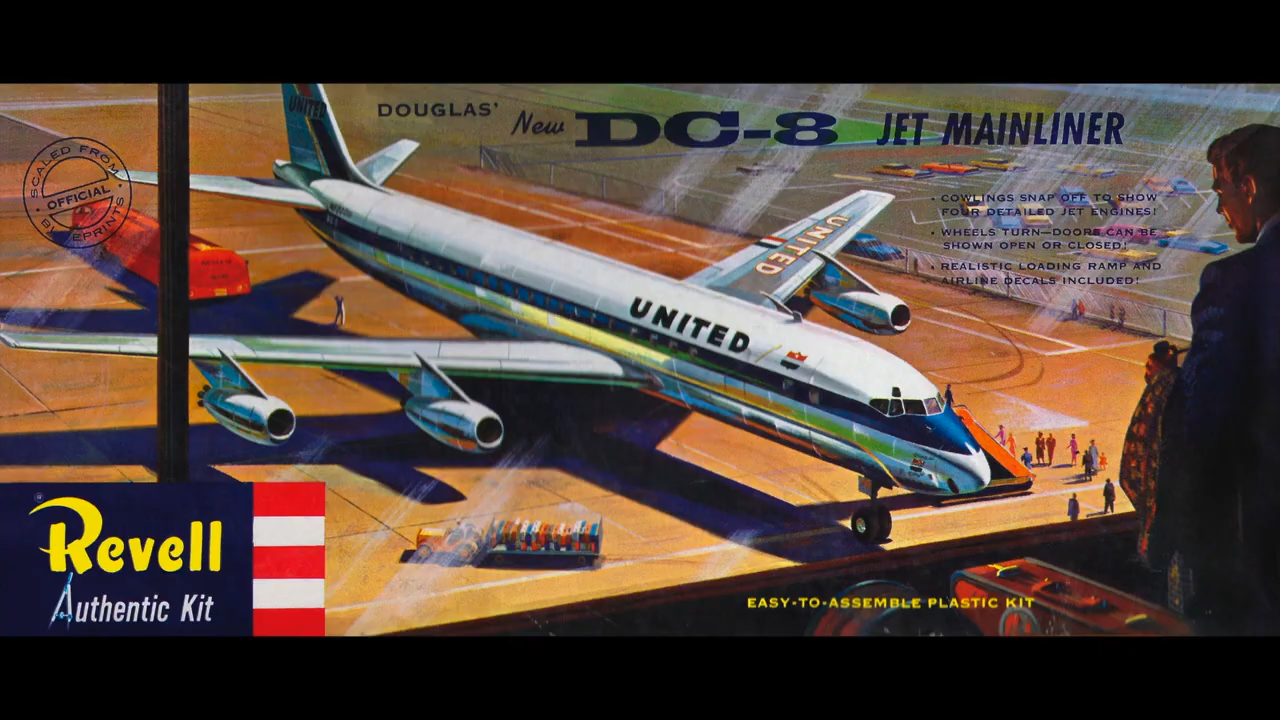 UNITED
DOUGLAS' New DC-8 JET MAINLINER
SCALED FROM
OFFICIAL
BLUEPRINTS
• COWLINGS SNAP OFF TO SHOW
FOUR DETAILED JET ENGINES!
• WHEELS TURN—DOORS CAN BE
SHOWN OPEN OR CLOSED!
• REALISTIC LOADING RAMP AND
AIRLINE DECALS INCLUDED!
UNITED
UNITED
Revell
Authentic Kit
EASY-TO-ASSEMBLE PLASTIC KIT